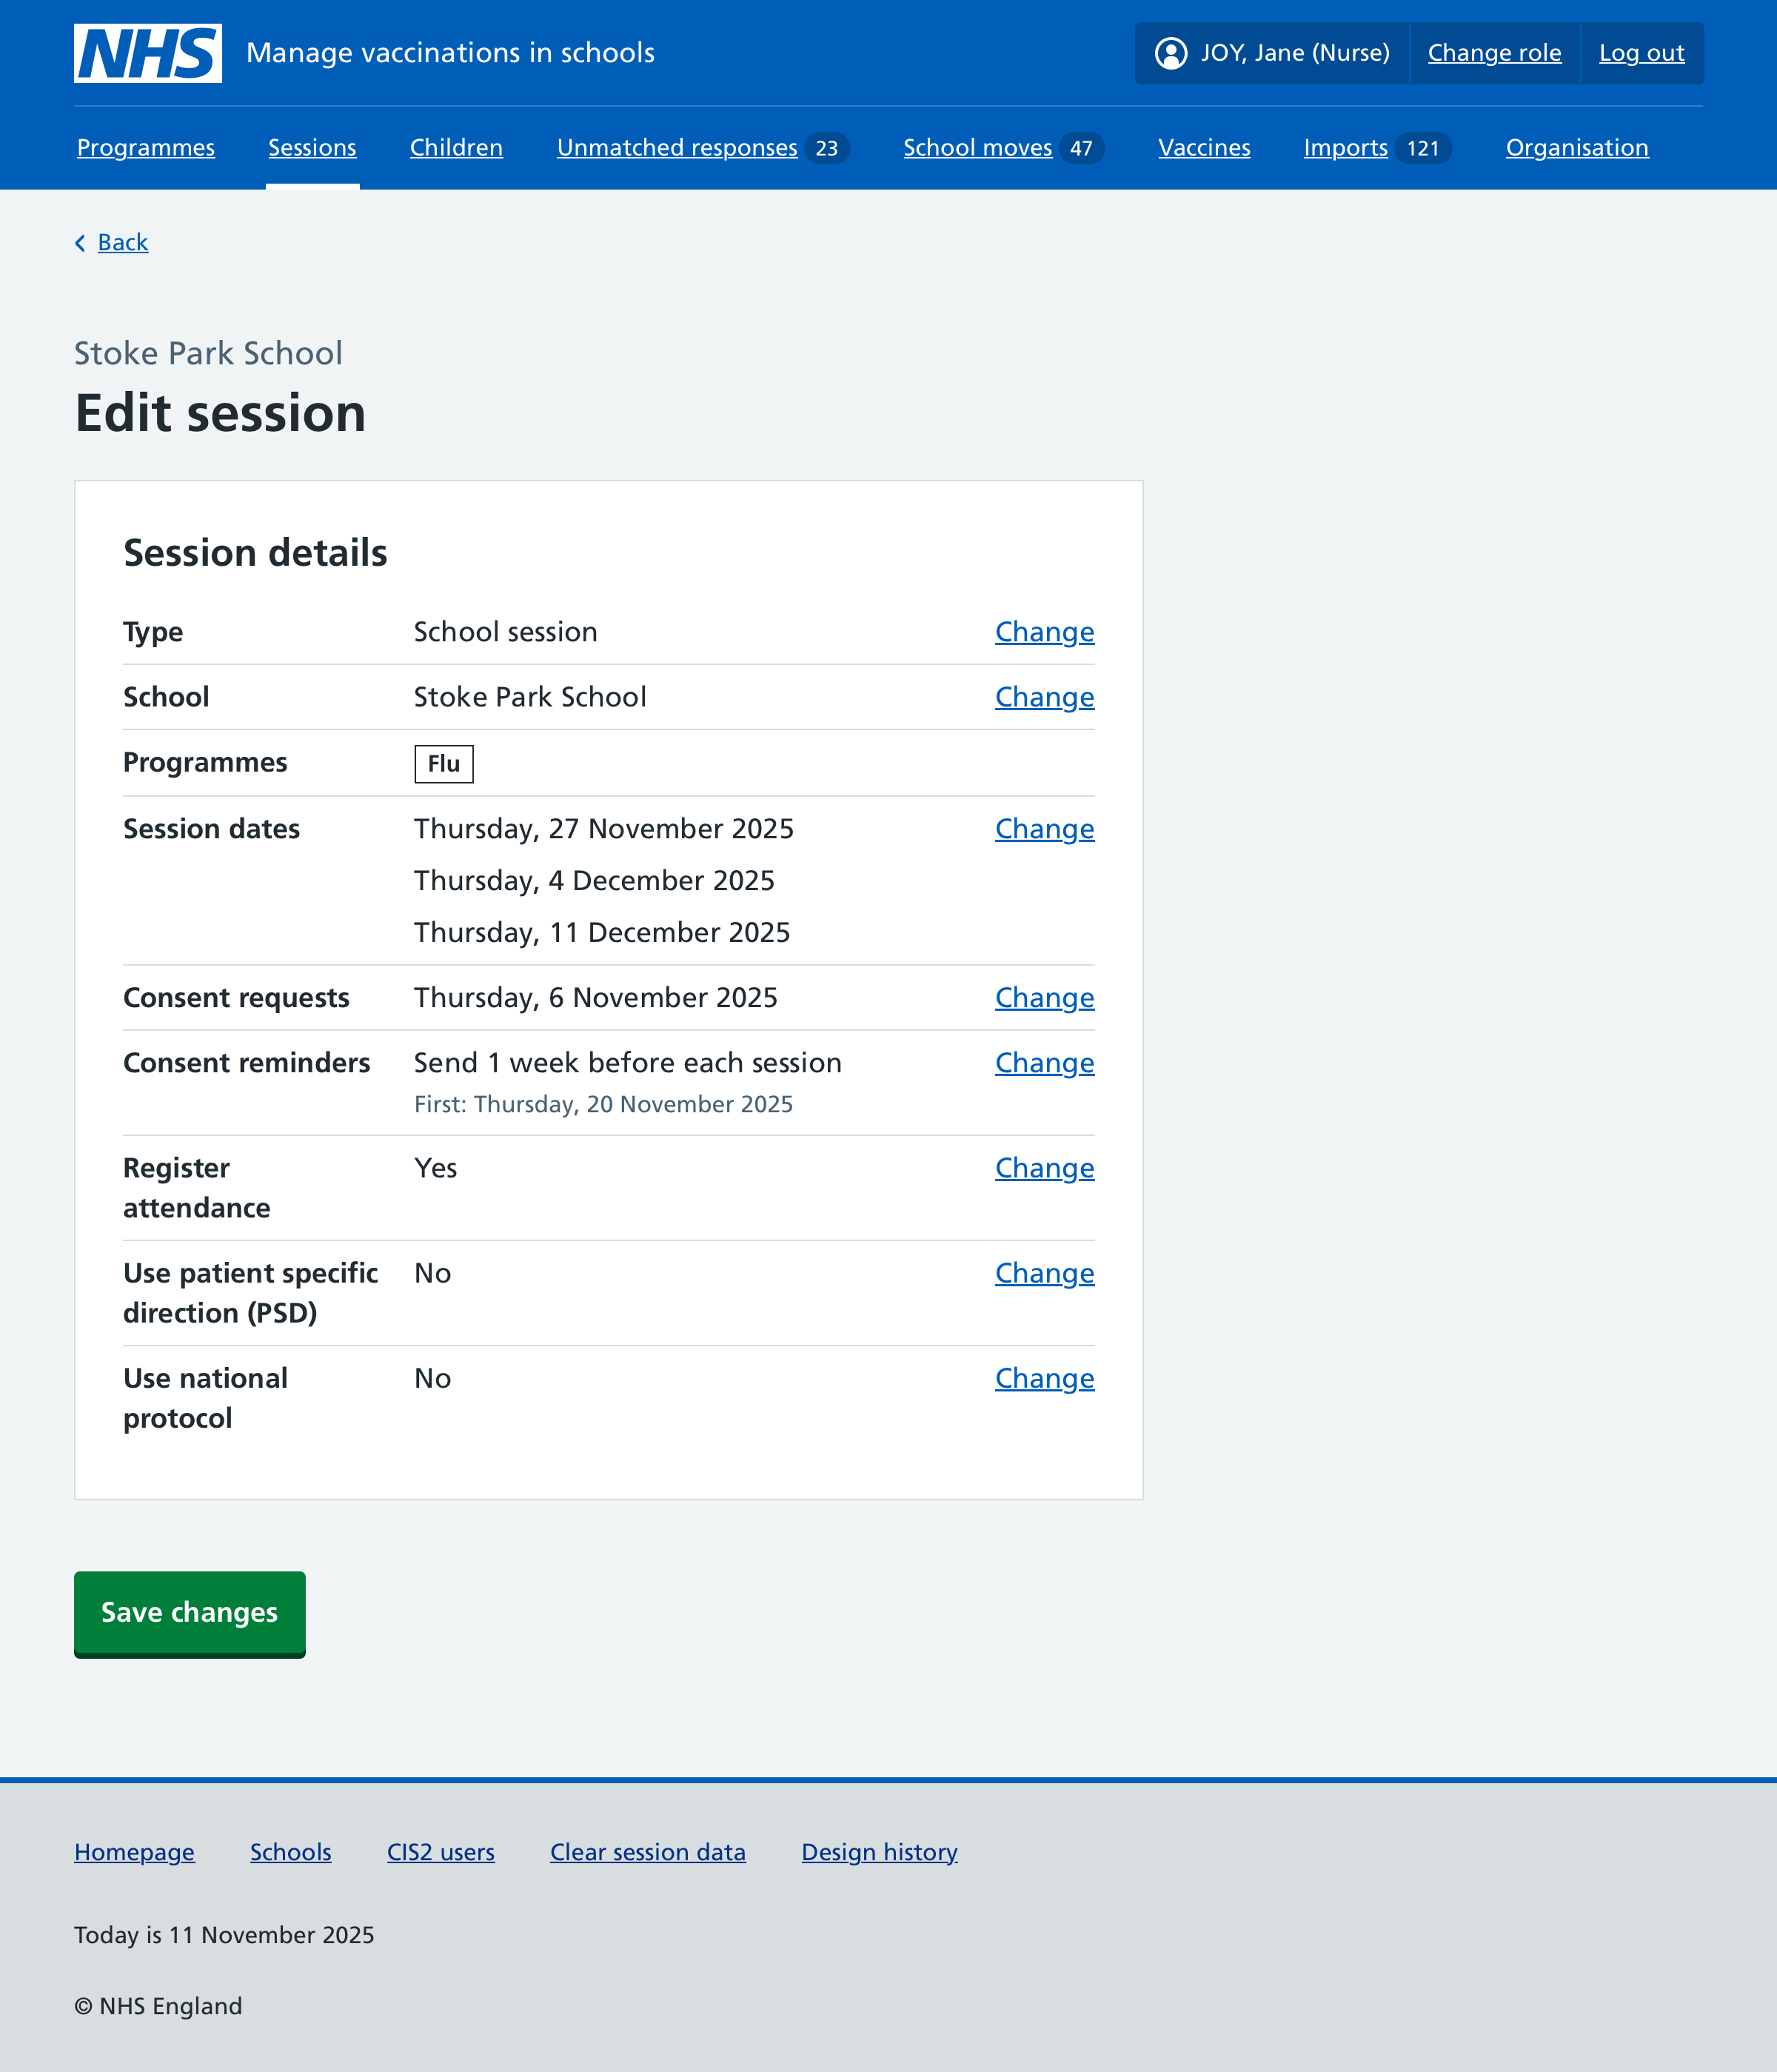 NHS Manage vaccinations in schools JOY, Jane (Nurse) Change role Log out
Programmes Sessions Children Unmatched responses 23 School moves 47 Vaccines Imports 121 Organisation
Back
Stoke Park School
Edit session
Session details
Type School session Change
School Stoke Park School Change
Programmes Flu
Session dates Thursday, 27 November 2025 Change
Thursday, 4 December 2025
Thursday, 11 December 2025
Consent requests Thursday, 6 November 2025 Change
Consent reminders Send 1 week before each session Change
First: Thursday, 20 November 2025
Register Yes Change
attendance
Use patient specific No Change
direction (PSD)
Use national No Change
protocol
Save changes
Homepage Schools CIS2 users Clear session data Design history
Today is 11 November 2025
© NHS England